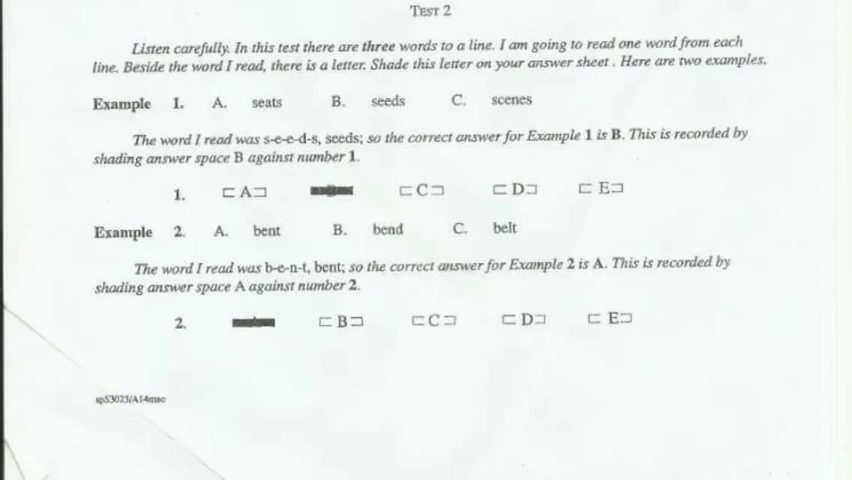 TEST 2
Listen carefully. In this test there are three words to a line. I am going to read one word from each
line. Beside the word I read, there is a letter. Shade this letter on your answer sheet . Here are two examples.
Example 1. A. seats B. seeds C. scenes
The word I read was s-e-e-d-s, seeds; so the correct answer for Example 1 is B. This is recorded by
shading answer space B against number 1.
1. ⊏ A⊐ ⊏ C⊐ ⊏ D⊐ ⊏ E⊐
Example 2. A. bent B. bend C. belt
The word I read was b-e-n-t, bent; so the correct answer for Example 2 is A. This is recorded by
shading answer space A against number 2.
2. ⊏ B⊐ ⊏ C⊐ ⊏ D⊐ ⊏ E⊐